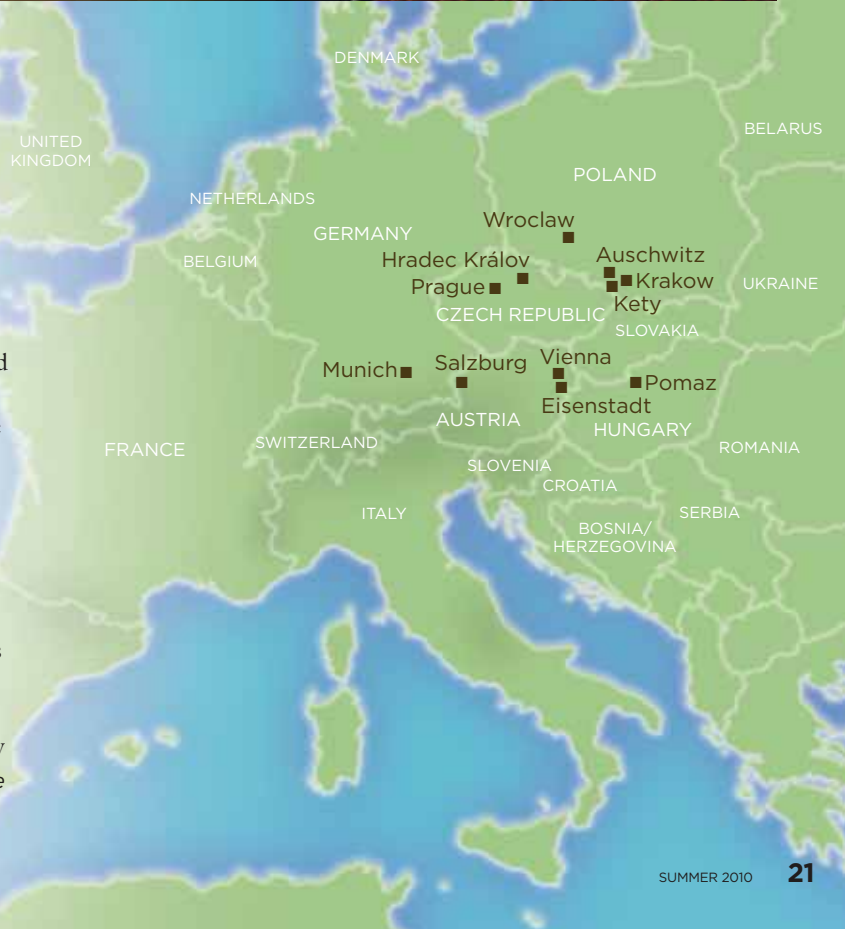 DENMARK
BELARUS
UNITED
KINGDOM
POLAND
NETHERLANDS
Wroclaw
GERMANY
Auschwitz
Hradec Králov
BELGIUM
Krakow
UKRAINE
Prague
Kety
CZECH REPUBLIC
SLOVAKIA
Vienna
Salzburg
Munich
Pomaz
Eisenstadt
AUSTRIA
HUNGARY
SWITZERLAND
FRANCE
ROMANIA
SLOVENIA
CROATIA
ITALY
SERBIA
BOSNIA/
HERZEGOVINA
SUMMER 2010 21